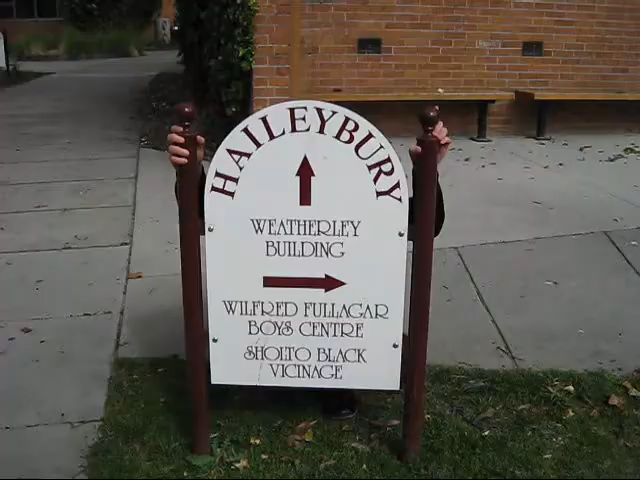 HAILEYBURY
WEATHERLEY
BUILDING
WILFRED FULLAGAR
BOYS CENTRE
SHOLTO BLACK
VICINAGE